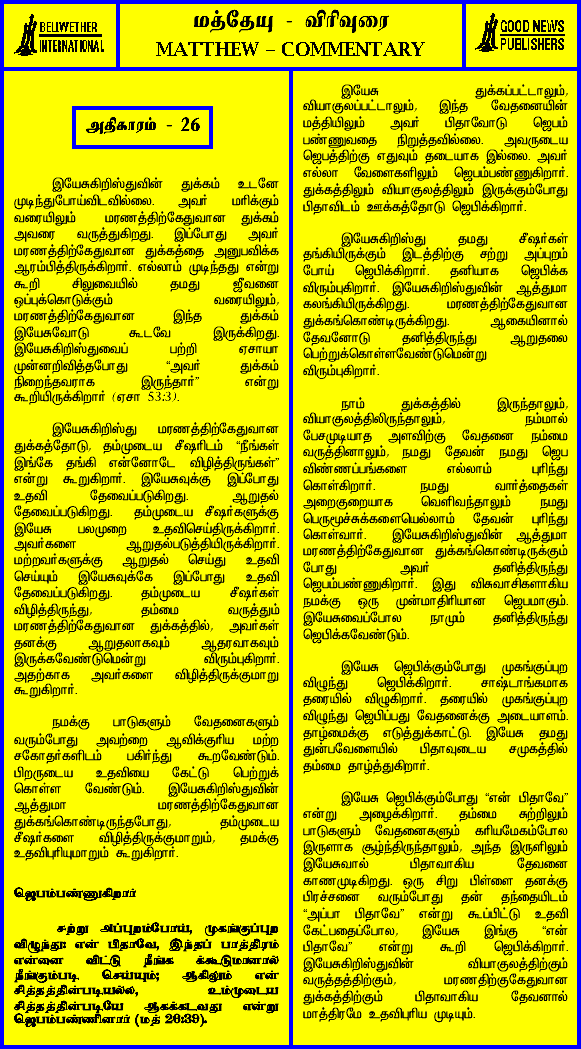 BELLWETHER
INTERNATIONAL
மத்தேயு - விரிவுரை
MATTHEW – COMMENTARY
GOOD NEWS
PUBLISHERS
அதிகாரம் - 26
இயேசுகிறிஸ்துவின் துக்கம் உடனே
முடிந்துபோய்விடவில்லை. அவர் மரிக்கும்
வரையிலும் மரணத்திற்கேதுவான துக்கம்
அவரை வருத்துகிறது. இப்போது அவர்
மரணத்திற்கேதுவான துக்கத்தை அனுபவிக்க
ஆரம்பித்திருக்கிறார். எல்லாம் முடிந்தது என்று
கூறி சிலுவையில் தமது ஜீவனை
ஒப்புக்கொடுக்கும் வரையிலும்,
மரணத்திற்கேதுவான இந்த துக்கம்
இயேசுவோடு கூடவே இருக்கிறது.
இயேசுகிறிஸ்துவைப் பற்றி ஏசாயா
முன்னறிவித்தபோது “அவர் துக்கம்
நிறைந்தவராக இருந்தார்” என்று
கூறியிருக்கிறார் (ஏசா 53:3).
இயேசுகிறிஸ்து மரணத்திற்கேதுவான
துக்கத்தோடு, தம்முடைய சீஷரிடம் “நீங்கள்
இங்கே தங்கி என்னோடே விழித்திருங்கள்”
என்று கூறுகிறார். இயேசுவுக்கு இப்போது
உதவி தேவைப்படுகிறது. ஆறுதல்
தேவைப்படுகிறது. தம்முடைய சீஷர்களுக்கு
இயேசு பலமுறை உதவிசெய்திருக்கிறார்.
அவர்களை ஆறுதல்படுத்தியிருக்கிறார்.
மற்றவர்களுக்கு ஆறுதல் செய்து உதவி
செய்யும் இயேசுவுக்கே இப்போது உதவி
தேவைப்படுகிறது. தம்முடைய சீஷர்கள்
விழித்திருந்து, தம்மை வருத்தும்
மரணத்திற்கேதுவான துக்கத்தில், அவர்கள்
தனக்கு ஆறுதலாகவும் ஆதரவாகவும்
இருக்கவேண்டுமென்று விரும்புகிறார்.
அதற்காக அவர்களை விழித்திருக்குமாறு
கூறுகிறார்.
நமக்கு பாடுகளும் வேதனைகளும்
வரும்போது அவற்றை ஆவிக்குரிய மற்ற
சகோதர்களிடம் பகிர்ந்து கூறவேண்டும்.
பிறருடைய உதவியை கேட்டு பெற்றுக்
கொள்ள வேண்டும். இயேசுகிறிஸ்துவின்
ஆத்துமா மரணத்திற்கேதுவான
துக்கங்கொண்டிருந்தபோது, தம்முடைய
சீஷர்களை விழித்திருக்குமாறும், தமக்கு
உதவிபுரியுமாறும் கூறுகிறார்.
ஜெபம்பண்ணுகிறார்
சற்று அப்புறம்போய், முகங்குப்புற
விழுந்து: என் பிதாவே, இந்தப் பாத்திரம்
என்னை விட்டு நீங்க க்கூடுமானால்
நீங்கும்படி செய்யும்; ஆகிலும் என்
சித்தத்தின்படியல்ல, உம்முடைய
சித்தத்தின்படியே ஆகக்கடவது என்று
ஜெபம்பண்ணினார் (மத் 26:39).
இயேசு துக்கப்பட்டாலும்,
வியாகுலப்பட்டாலும், இந்த வேதனையின்
மத்தியிலும் அவர் பிதாவோடு ஜெபம்
பண்ணுவதை நிறுத்தவில்லை. அவருடைய
ஜெபத்திற்கு எதுவும் தடையாக இல்லை. அவர்
எல்லா வேளைகளிலும் ஜெபம்பண்ணுகிறார்.
துக்கத்திலும் வியாகுலத்திலும் இருக்கும்போது
பிதாவிடம் ஊக்கத்தோடு ஜெபிக்கிறார்.
இயேசுகிறிஸ்து தமது சீஷர்கள்
தங்கியிருக்கும் இடத்திற்கு சற்று அப்புறம்
போய் ஜெபிக்கிறார். தனியாக ஜெபிக்க
விரும்புகிறார். இயேசுகிறிஸ்துவின் ஆத்துமா
கலங்கியிருக்கிறது. மரணத்திற்கேதுவான
துக்கங்கொண்டிருக்கிறது. ஆகையினால்
தேவனோடு தனித்திருந்து ஆறுதலை
பெற்றுக்கொள்ளவேண்டுமென்று
விரும்புகிறார்.
நாம் துக்கத்தில் இருந்தாலும்,
வியாகுலத்திலிருந்தாலும், நம்மால்
பேசமுடியாத அளவிற்கு வேதனை நம்மை
வருத்தினாலும், நமது தேவன் நமது ஜெப
விண்ணப்பங்களை எல்லாம் புரிந்து
கொள்கிறார். நமது வார்த்தைகள்
அறைகுறையாக வெளிவந்தாலும் நமது
பெருமூச்சுக்களையெல்லாம் தேவன் புரிந்து
கொள்வார். இயேசுகிறிஸ்துவின் ஆத்துமா
மரணத்திற்கேதுவான துக்கங்கொண்டிருக்கும்
போது அவர் தனித்திருந்து
ஜெபம்பண்ணுகிறார். இது விசுவாசிகளாகிய
நமக்கு ஒரு முன்மாதிரியான ஜெபமாகும்.
இயேசுவைப்போல நாமும் தனித்திருந்து
ஜெபிக்கவேண்டும்.
இயேசு ஜெபிக்கும்போது முகங்குப்புற
விழுந்து ஜெபிக்கிறார். சாஷ்டாங்கமாக
தரையில் விழுகிறார். தரையில் முகங்குப்புற
விழுந்து ஜெபிப்பது வேதனைக்கு அடையாளம்.
தாழ்மைக்கு எடுத்துக்காட்டு. இயேசு தமது
துன்பவேளையில் பிதாவுடைய சமுகத்தில்
தம்மை தாழ்த்துகிறார்.
இயேசு ஜெபிக்கும்போது “என் பிதாவே”
என்று அழைக்கிறார். தம்மை சுற்றிலும்
பாடுகளும் வேதனைகளும் கரியமேகம்போல
இருளாக சூழ்ந்திருந்தாலும், அந்த இருளிலும்
இயேசுவால் பிதாவாகிய தேவனை
காணமுடிகிறது. ஒரு சிறு பிள்ளை தனக்கு
பிரச்சனை வரும்போது தன் தந்தையிடம்
“அப்பா பிதாவே” என்று கூப்பிட்டு உதவி
கேட்பதைப்போல, இயேசு இங்கு “என்
பிதாவே” என்று கூறி ஜெபிக்கிறார்.
இயேசுகிறிஸ்துவின் வியாகுலத்திற்கும்
வருத்தத்திற்கும், மரணதிற்குகேதுவான
துக்கத்திற்கும் பிதாவாகிய தேவனால்
மாத்திரமே உதவிபுரிய முடியும்.